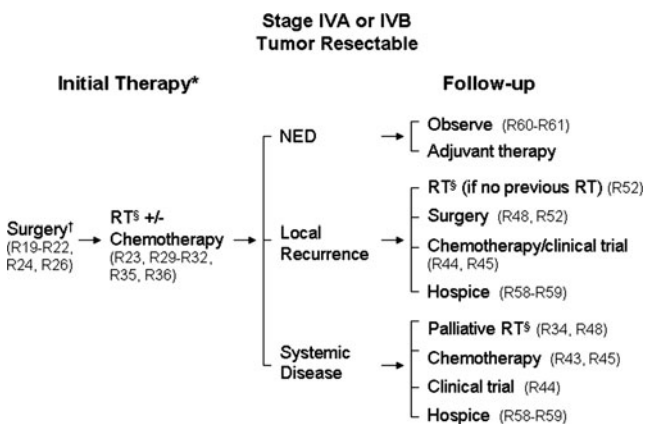 Stage IVA or IVB
Tumor Resectable
Initial Therapy*
Follow-up
Surgery†
(R19-R22,
R24, R26)
RT§ +/-
Chemotherapy
(R23, R29-R32,
R35, R36)
NED
Observe (R60-R61)
Adjuvant therapy
Local
Recurrence
RT§ (if no previous RT) (R52)
Surgery (R48, R52)
Chemotherapy/clinical trial
(R44, R45)
Hospice (R58-R59)
Systemic
Disease
Palliative RT§ (R34, R48)
Chemotherapy (R43, R45)
Clinical trial (R44)
Hospice (R58-R59)